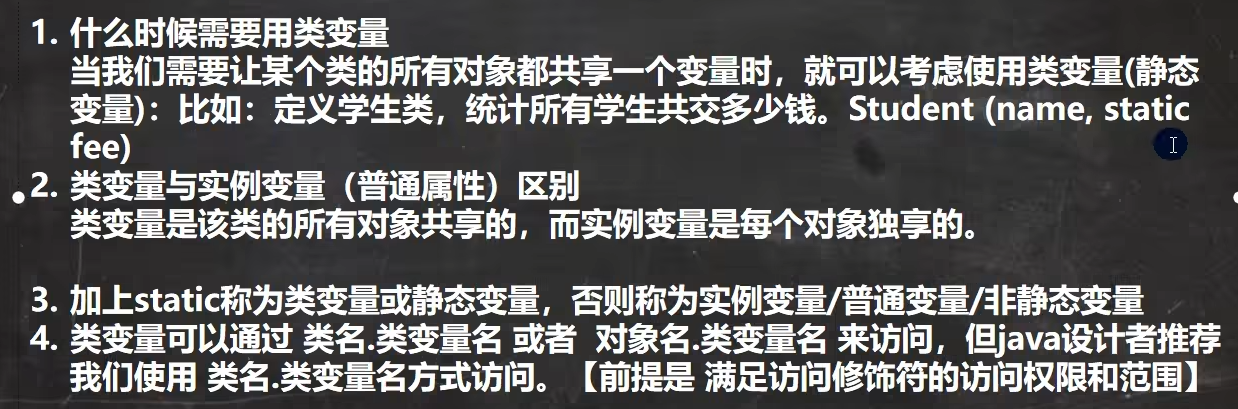 1. 什么时候需要用类变量
当我们需要让某个类的所有对象都共享一个变量时，就可以考虑使用类变量(静态
变量)：比如：定义学生类，统计所有学生共交多少钱。Student (name, static
fee)
2. 类变量与实例变量（普通属性）区别
类变量是该类的所有对象共享的，而实例变量是每个对象独享的。
3. 加上static称为类变量或静态变量，否则称为实例变量/普通变量/非静态变量
4. 类变量可以通过 类名.类变量名 或者 对象名.类变量名 来访问，但java设计者推荐
我们使用 类名.类变量名方式访问。【前提是 满足访问修饰符的访问权限和范围】